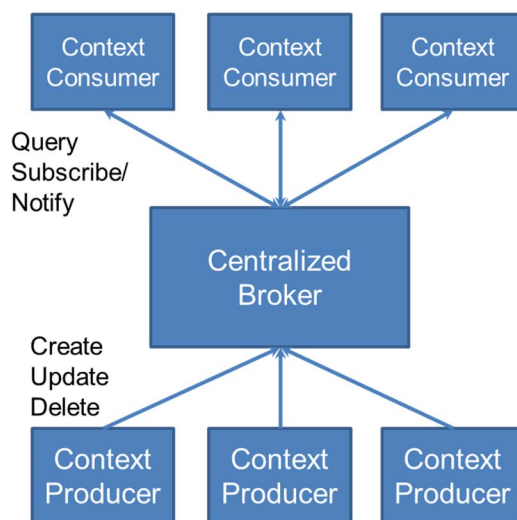 Context
Consumer
Context
Consumer
Context
Consumer
Query
Subscribe/
Notify
Centralized
Broker
Create
Update
Delete
Context
Producer
Context
Producer
Context
Producer